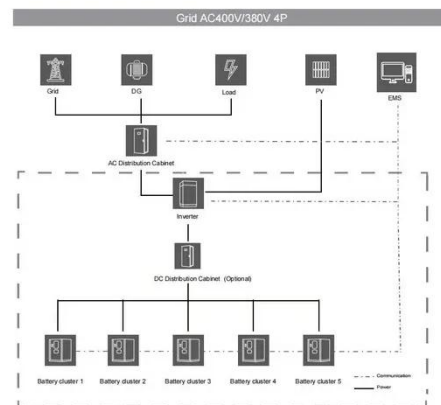 Grid AC400V/380V 4P
Grid
DG
Load
PV
EMS
AC Distribution Cabinet
Inverter
DC Distribution Cabinet (Optional)
Battery cluster 1
Battery cluster 2
Battery cluster 3
Battery cluster 4
Battery cluster 5
Communication
Power